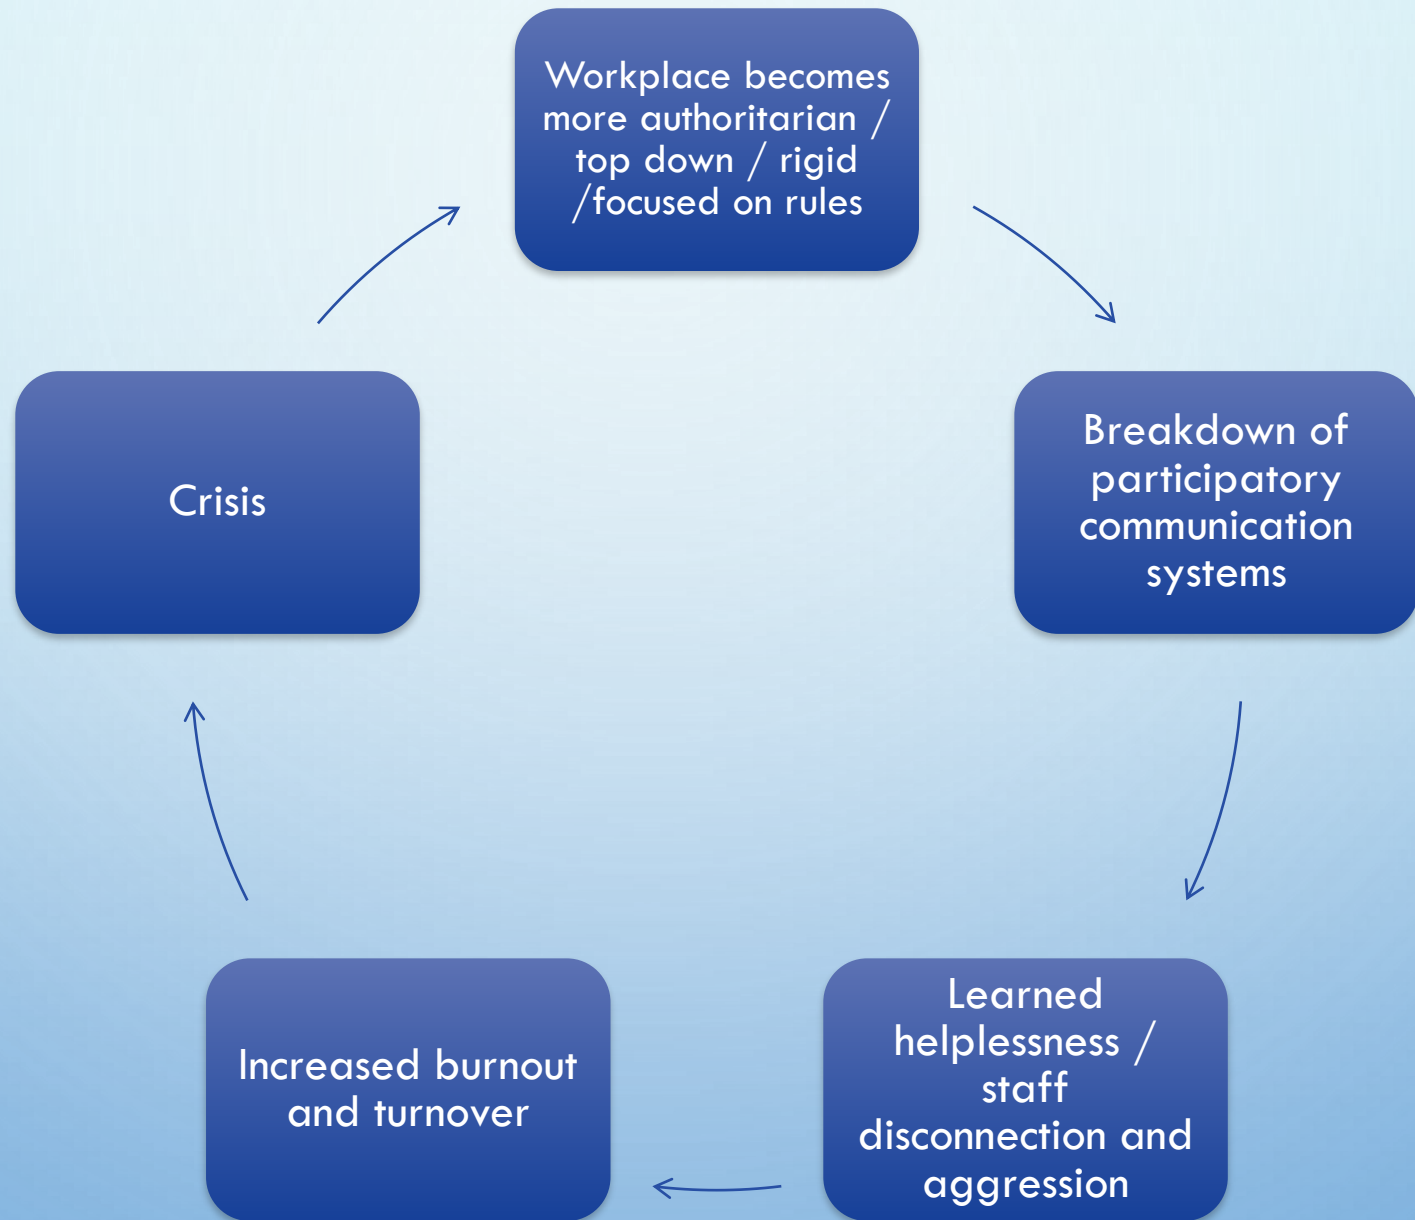 Workplace becomes
more authoritarian /
top down / rigid
/focused on rules
Breakdown of
participatory
communication
systems
Learned
helplessness /
staff
disconnection and
aggression
Increased burnout
and turnover
Crisis